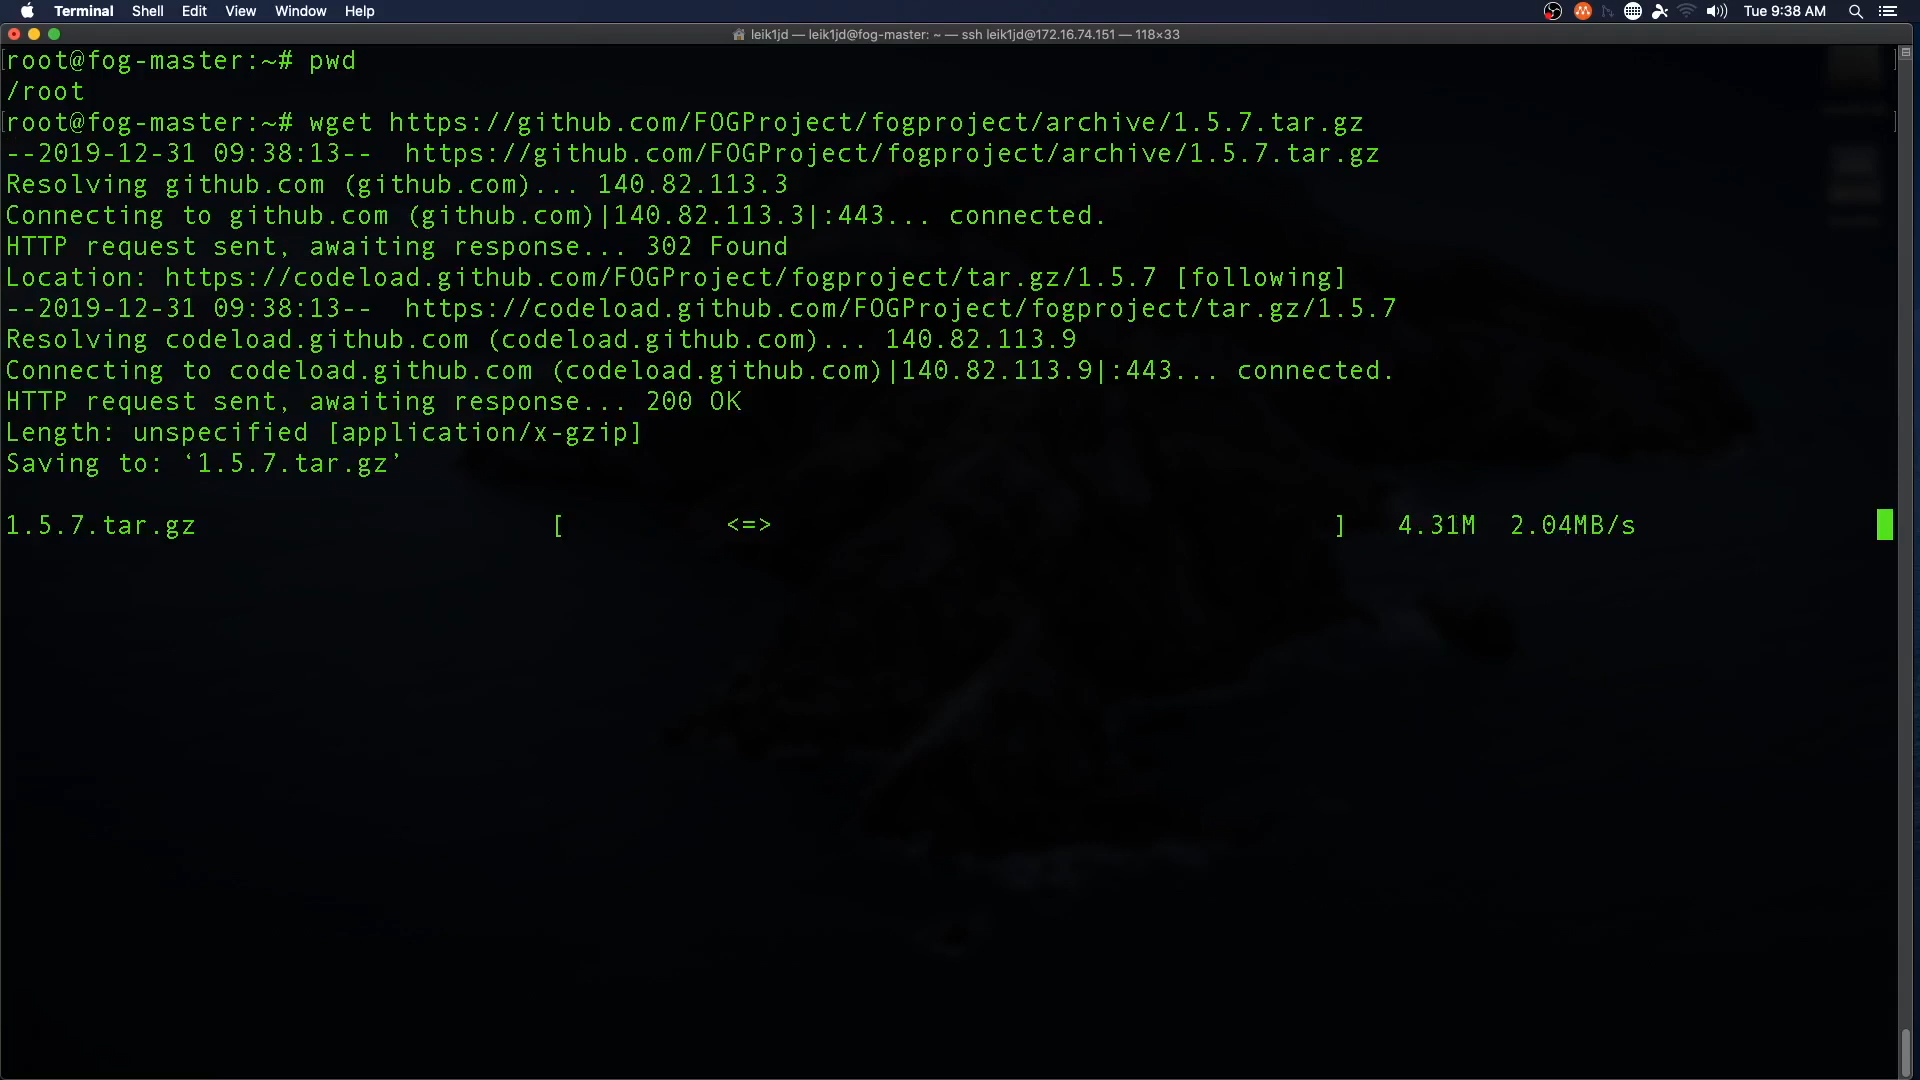 Terminal Shell Edit View Window Help Tue 9:38 AM
leik1jd — leik1jd@fog-master: ~ — ssh leik1jd@172.16.74.151 — 118×33
[root@fog-master:~# pwd ]
/root
[root@fog-master:~# wget https://github.com/FOGProject/fogproject/archive/1.5.7.tar.gz ]
--2019-12-31 09:38:13--  https://github.com/FOGProject/fogproject/archive/1.5.7.tar.gz
Resolving github.com (github.com)... 140.82.113.3
Connecting to github.com (github.com)|140.82.113.3|:443... connected.
HTTP request sent, awaiting response... 302 Found
Location: https://codeload.github.com/FOGProject/fogproject/tar.gz/1.5.7 [following]
--2019-12-31 09:38:13--  https://codeload.github.com/FOGProject/fogproject/tar.gz/1.5.7
Resolving codeload.github.com (codeload.github.com)... 140.82.113.9
Connecting to codeload.github.com (codeload.github.com)|140.82.113.9|:443... connected.
HTTP request sent, awaiting response... 200 OK
Length: unspecified [application/x-gzip]
Saving to: ‘1.5.7.tar.gz’
1.5.7.tar.gz [ <=> ] 4.31M 2.04MB/s